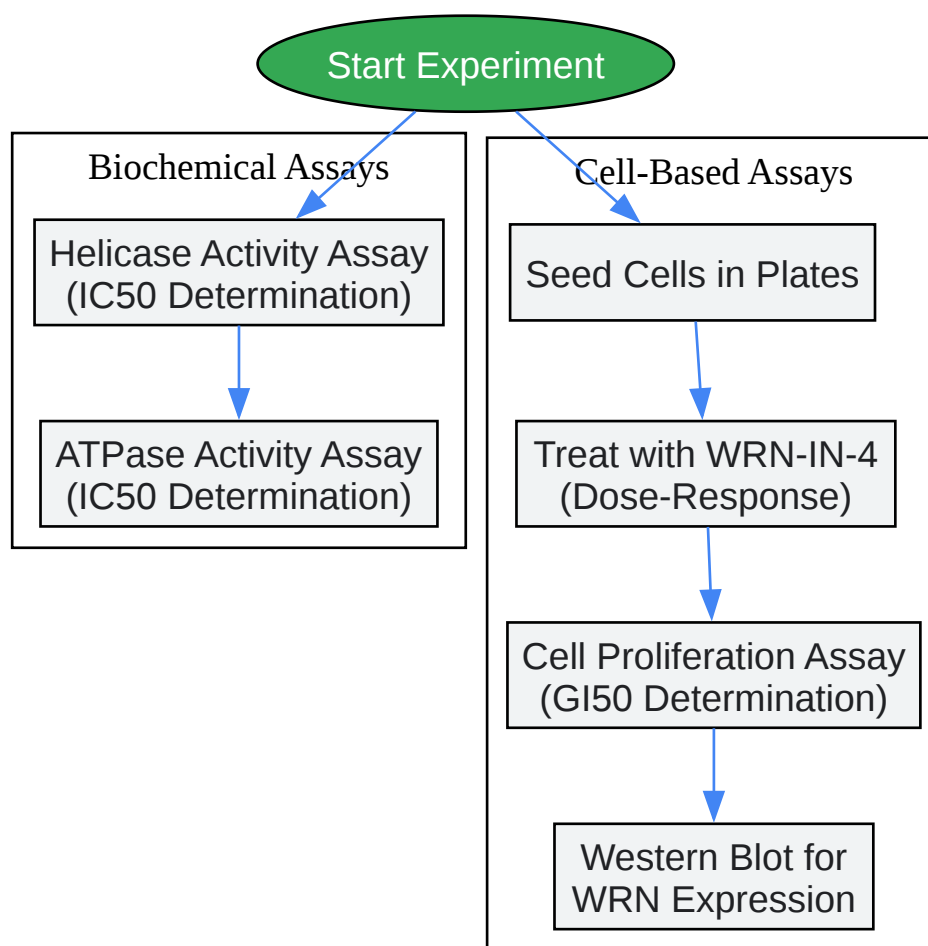 Start Experiment
Biochemical Assays
Helicase Activity Assay
(IC50 Determination)
ATPase Activity Assay
(IC50 Determination)
Cell-Based Assays
Seed Cells in Plates
Treat with WRN-IN-4
(Dose-Response)
Cell Proliferation Assay
(GI50 Determination)
Western Blot for
WRN Expression